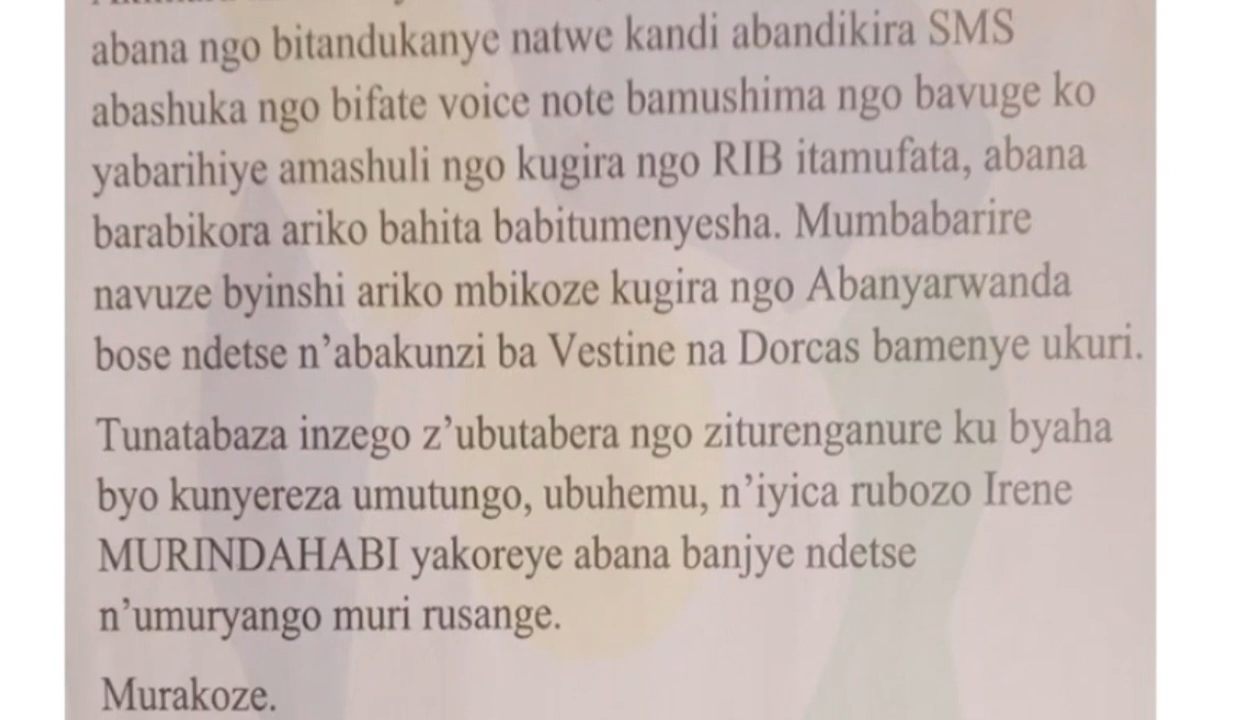 abana ngo bitandukanye natwe kandi abandikira SMS
abashuka ngo bifate voice note bamushima ngo bavuge ko
yabarihiye amashuli ngo kugira ngo RIB itamufata, abana
barabikora ariko bahita babitumenyesha. Mumbabarire
navuze byinshi ariko mbikoze kugira ngo Abanyarwanda
bose ndetse n’abakunzi ba Vestine na Dorcas bamenye ukuri.
Tunatabaza inzego z’ubutabera ngo ziturenganure ku byaha
byo kunyereza umutungo, ubuhemu, n’iyica rubozo Irene
MURINDAHABI yakoreye abana banjye ndetse
n’umuryango muri rusange.
Murakoze.